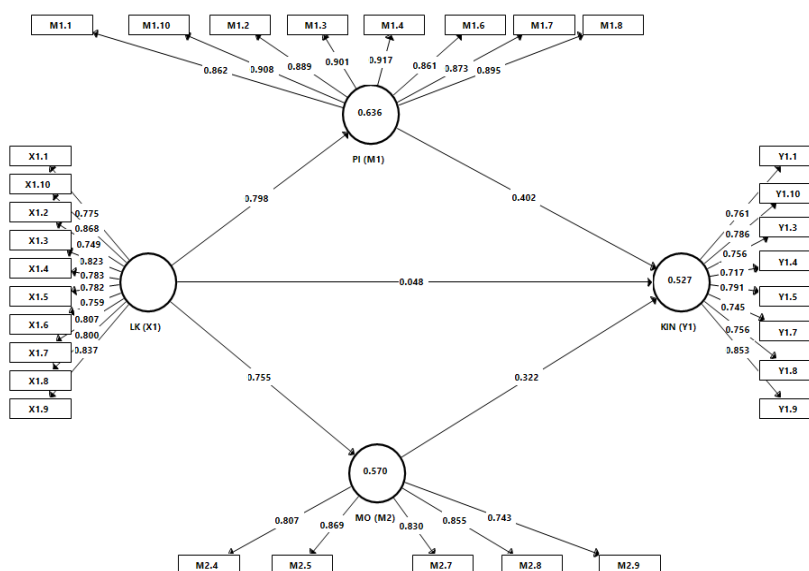 M1.1 M1.10 M1.2 M1.3 M1.4 M1.6 M1.7 M1.8
0.862 0.908 0.889 0.901 0.917 0.861 0.873 0.895
0.636
PI (M1)
X1.1
X1.10
X1.2
X1.3
X1.4
X1.5
X1.6
X1.7
X1.8
X1.9
0.775
0.868
0.749
0.823
0.783
0.782
0.759
0.807
0.800
0.837
LK (X1)
0.798
0.402
0.048
0.755
0.322
0.527
KIN (Y1)
0.761
0.786
0.756
0.717
0.791
0.745
0.756
0.853
Y1.1
Y1.10
Y1.3
Y1.4
Y1.5
Y1.7
Y1.8
Y1.9
0.570
MO (M2)
0.807 0.869 0.830 0.855 0.743
M2.4 M2.5 M2.7 M2.8 M2.9